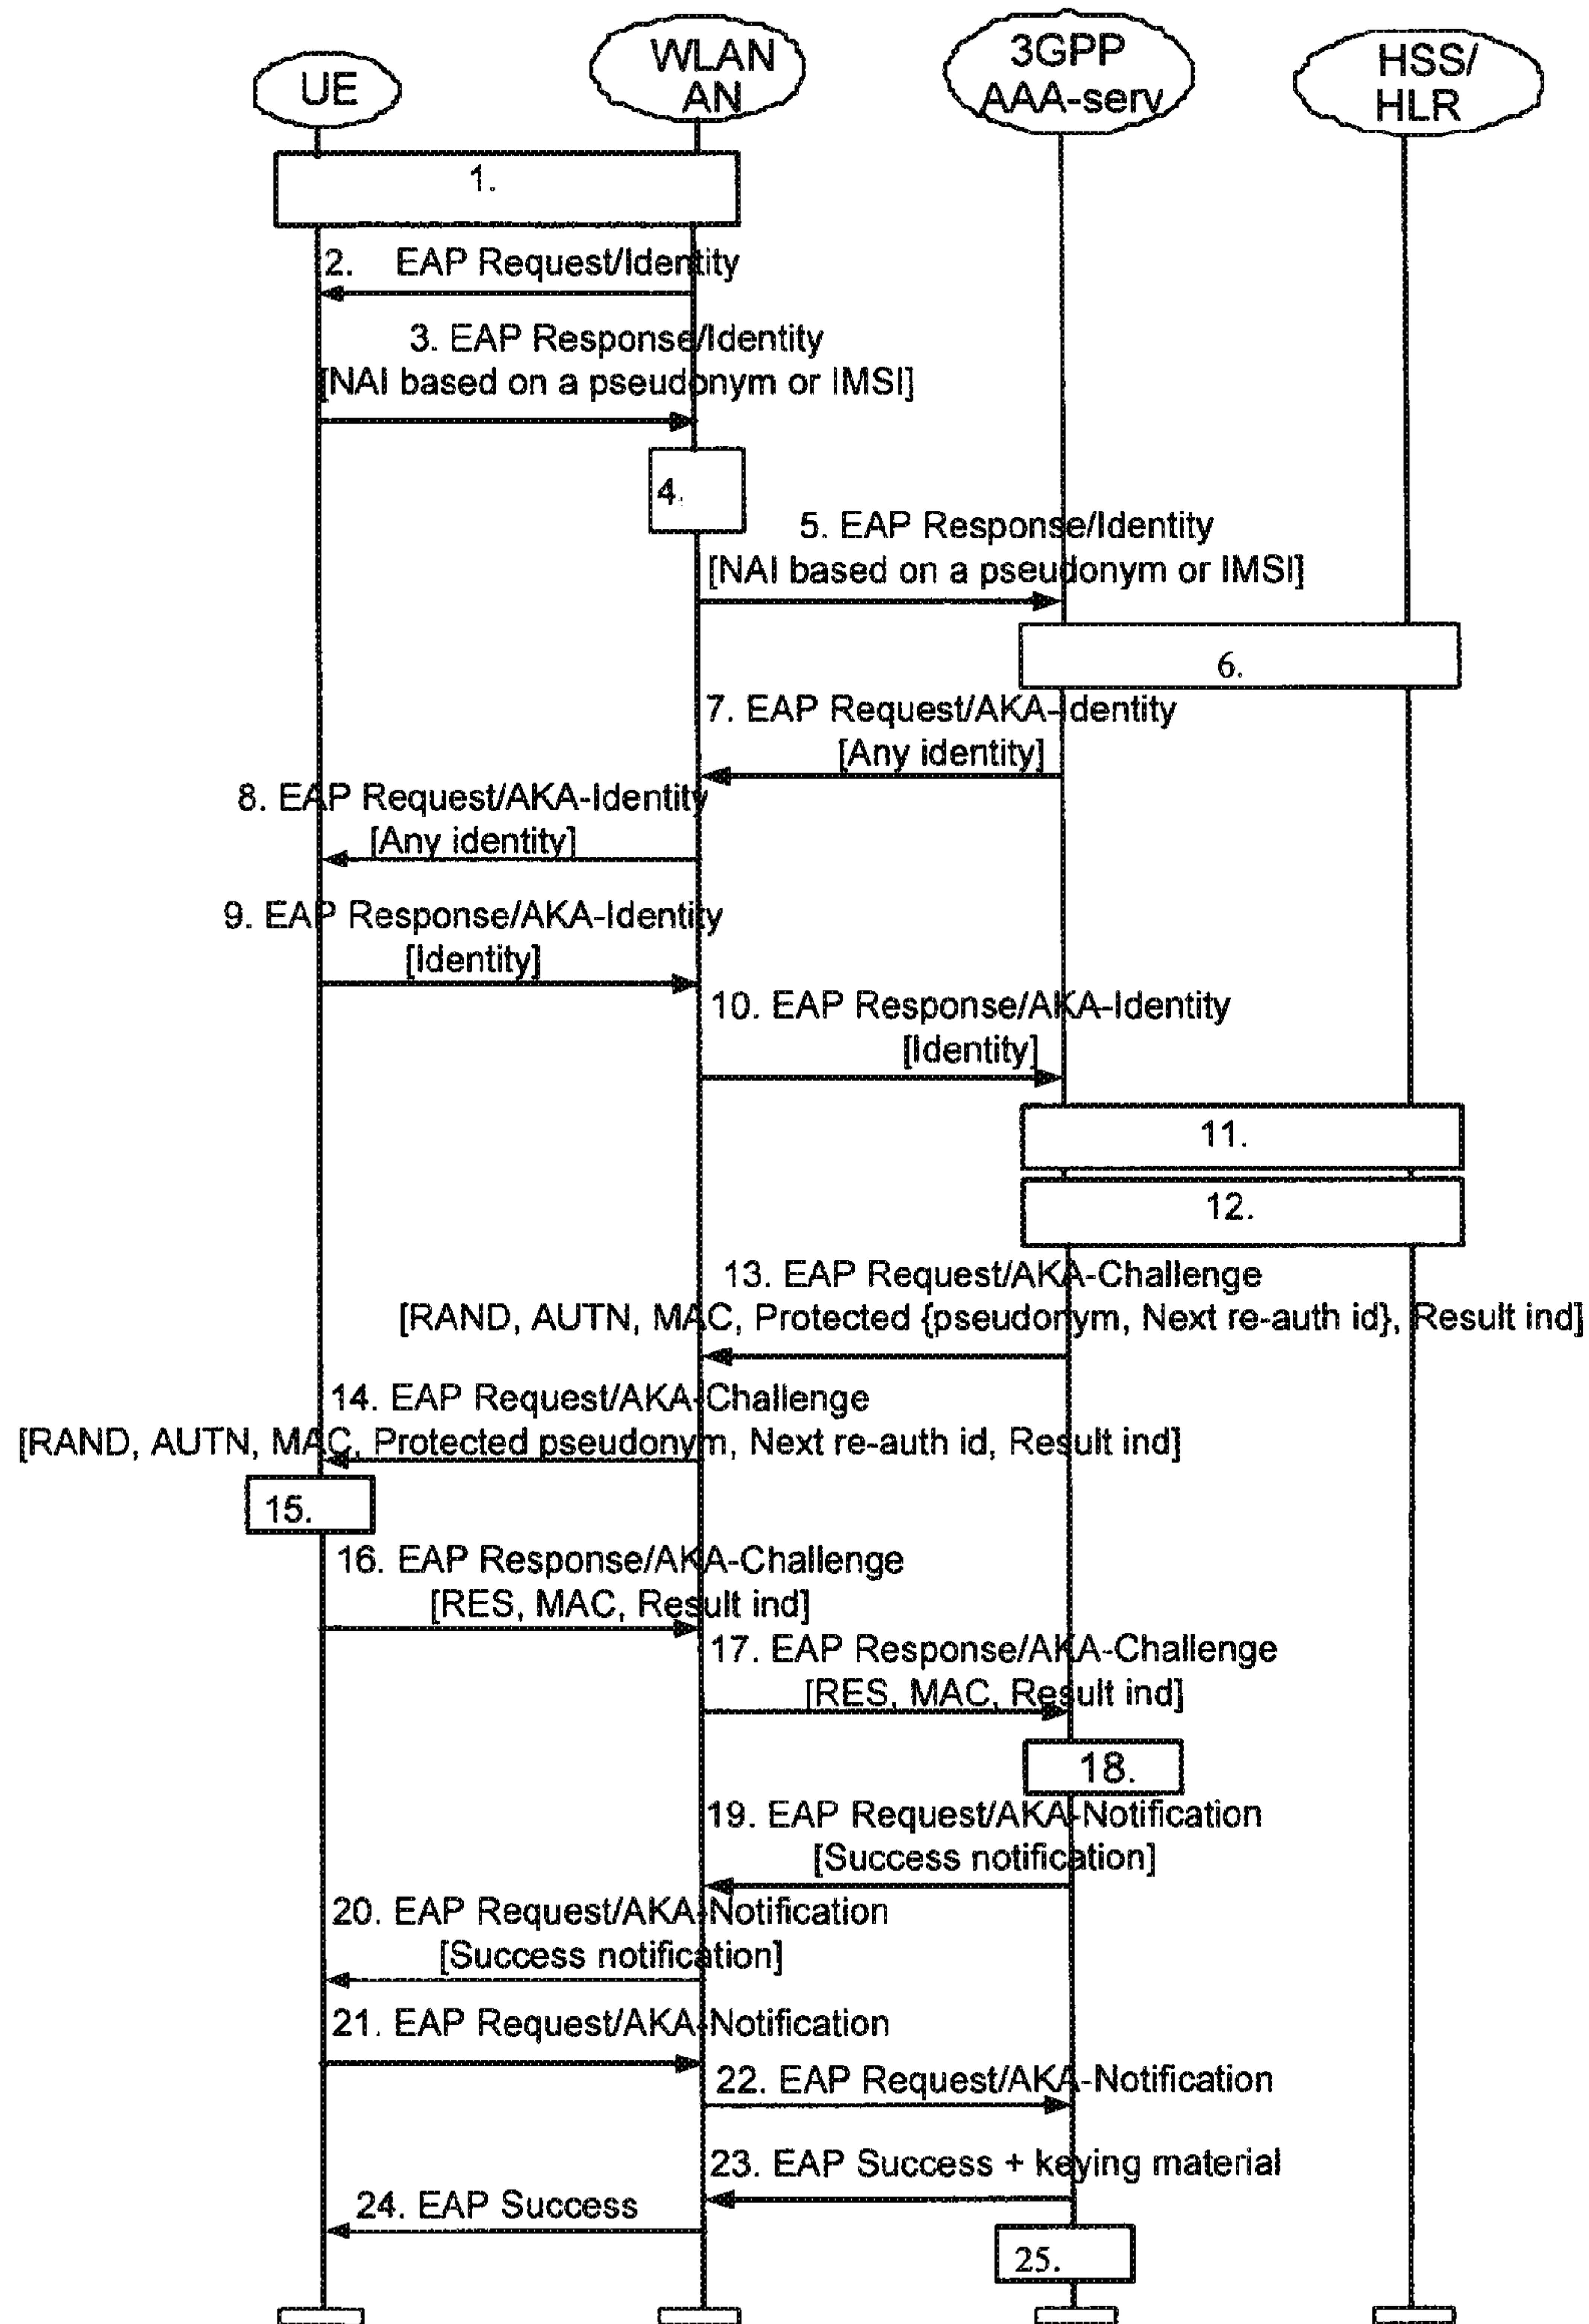 UE
WLAN
AN
3GPP
AAA-serv
HSS/
HLR
1.
2. EAP Request/Identity
3. EAP Response/Identity
[NAI based on a pseudonym or IMSI]
4.
5. EAP Response/Identity
[NAI based on a pseudonym or IMSI]
6.
7. EAP Request/AKA-Identity
[Any identity]
8. EAP Request/AKA-Identity
[Any identity]
9. EAP Response/AKA-Identity
[Identity]
10. EAP Response/AKA-Identity
[Identity]
11.
12.
13. EAP Request/AKA-Challenge
[RAND, AUTN, MAC, Protected {pseudonym, Next re-auth id}, Result ind]
14. EAP Request/AKA-Challenge
[RAND, AUTN, MAC, Protected pseudonym, Next re-auth id, Result ind]
15.
16. EAP Response/AKA-Challenge
[RES, MAC, Result ind]
17. EAP Response/AKA-Challenge
[RES, MAC, Result ind]
18.
19. EAP Request/AKA-Notification
[Success notification]
20. EAP Request/AKA-Notification
[Success notification]
21. EAP Request/AKA-Notification
22. EAP Request/AKA-Notification
23. EAP Success + keying material
24. EAP Success
25.